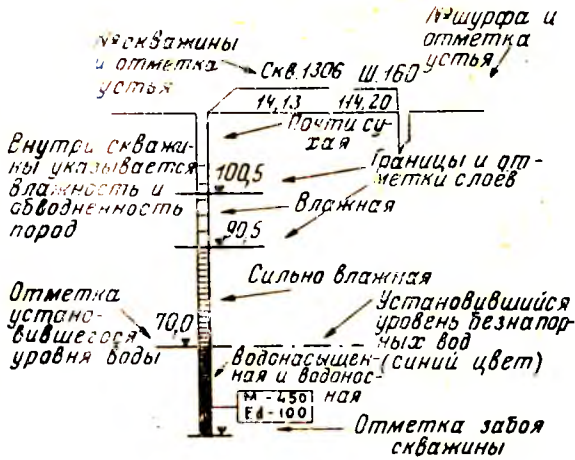 № скважины
и отметка
устья
Скв.1306
Ш.160
№ шурфа и
отметка
устья
14,13
114,20
Почти су-
хая
Внутри скважи-
ны указывается
влажность и
обводненность
пород
100,5
Границы и от-
метки слоёв
Влажная
90,5
Сильно влажная
Отметка
устано-
вившегося
уровня воды
70,0
Установившийся
уровень безнапор-
ных вод
(синий цвет)
Водонасыщен-
ная и водонос-
ная
М-450
Ed-100
Отметка забоя
скважины